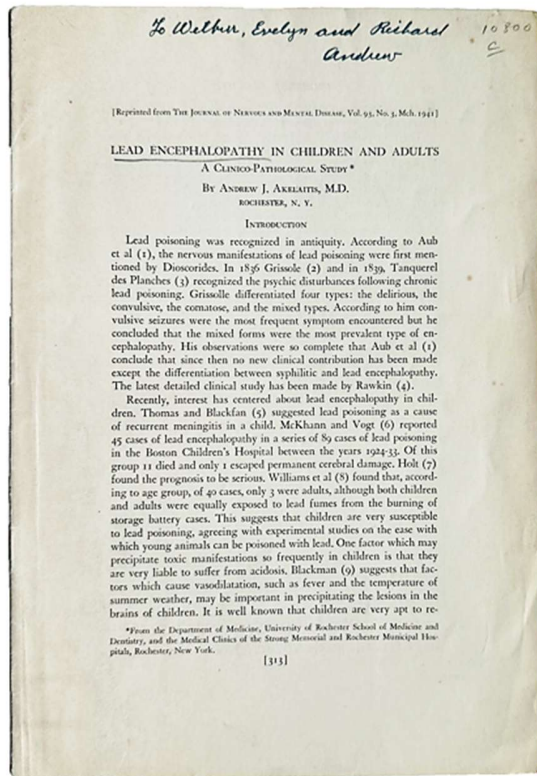 To Wilbur, Evelyn and Richard
Andrew
10300
c
[Reprinted from The Journal of Nervous and Mental Disease, Vol. 93, No. 3, Mch. 1941]
LEAD ENCEPHALOPATHY IN CHILDREN AND ADULTS
A Clinico-Pathological Study*
By Andrew J. Akelaitis, M.D.
ROCHESTER, N. Y.
Introduction
Lead poisoning was recognized in antiquity. According to Aub
et al (1), the nervous manifestations of lead poisoning were first men-
tioned by Dioscorides. In 1836 Grissole (2) and in 1839, Tanquerel
des Planches (3) recognized the psychic disturbances following chronic
lead poisoning. Grissolle differentiated four types: the delirious, the
convulsive, the comatose, and the mixed types. According to him con-
vulsive seizures were the most frequent symptom encountered but he
concluded that the mixed forms were the most prevalent type of en-
cephalopathy. His observations were so complete that Aub et al (1)
conclude that since then no new clinical contribution has been made
except the differentiation between syphilitic and lead encephalopathy.
The latest detailed clinical study has been made by Rawkin (4).
Recently, interest has centered about lead encephalopathy in chil-
dren. Thomas and Blackfan (5) suggested lead poisoning as a cause
of recurrent meningitis in a child. McKhann and Vogt (6) reported
45 cases of lead encephalopathy in a series of 89 cases of lead poisoning
in the Boston Children's Hospital between the years 1924-33. Of this
group 11 died and only 1 escaped permanent cerebral damage. Holt (7)
found the prognosis to be serious. Williams et al (8) found that, accord-
ing to age group, of 40 cases, only 3 were adults, although both children
and adults were equally exposed to lead fumes from the burning of
storage battery cases. This suggests that children are very susceptible
to lead poisoning, agreeing with experimental studies on the ease with
which young animals can be poisoned with lead. One factor which may
precipitate toxic manifestations so frequently in children is that they
are very liable to suffer from acidosis. Blackman (9) suggests that fac-
tors which cause vasodilatation, such as fever and the temperature of
summer weather, may be important in precipitating the lesions in the
brains of children. It is well known that children are very apt to re-
*From the Department of Medicine, University of Rochester School of Medicine and
Dentistry, and the Medical Clinics of the Strong Memorial and Rochester Municipal Hos-
pitals, Rochester, New York.
[313]